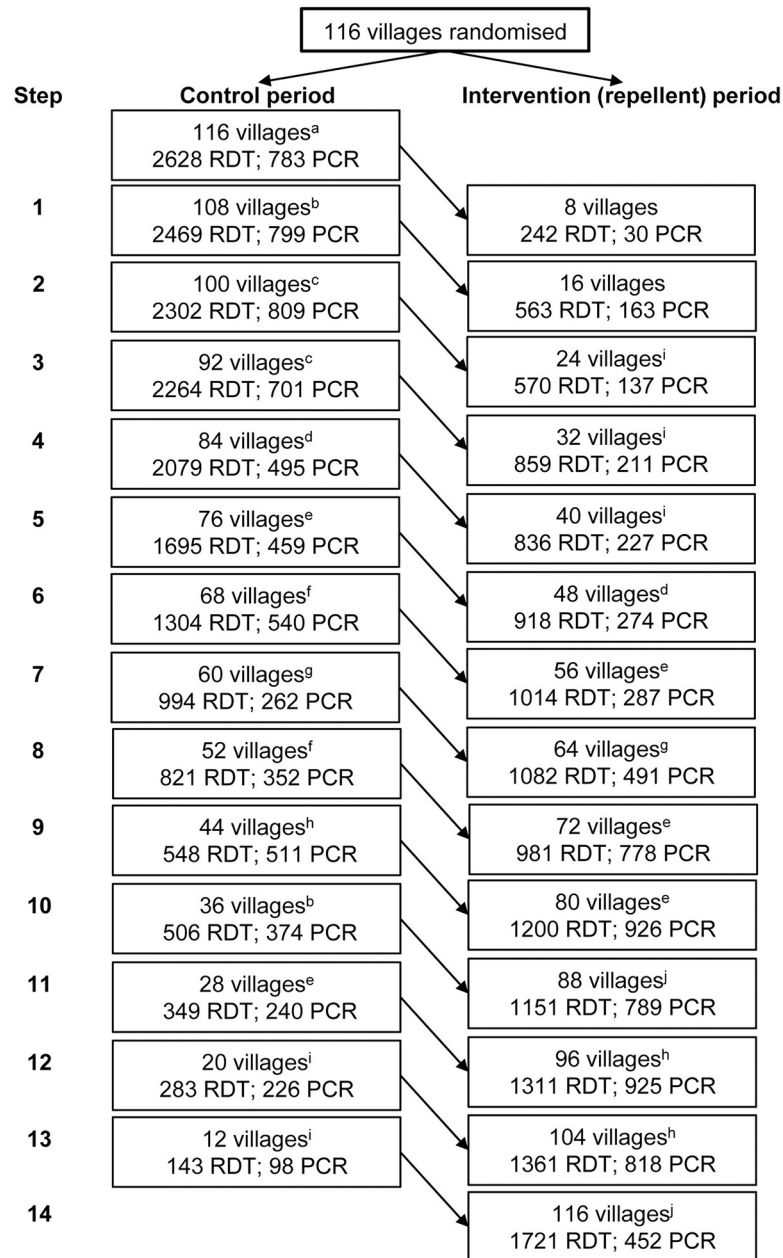 116 villages randomised
Step Control period Intervention (repellent) period
116 villagesᵃ
2628 RDT; 783 PCR
1 108 villagesᵇ 8 villages
2469 RDT; 799 PCR 242 RDT; 30 PCR
2 100 villagesᶜ 16 villages
2302 RDT; 809 PCR 563 RDT; 163 PCR
3 92 villagesᶜ 24 villagesⁱ
2264 RDT; 701 PCR 570 RDT; 137 PCR
4 84 villagesᵈ 32 villagesⁱ
2079 RDT; 495 PCR 859 RDT; 211 PCR
5 76 villagesᵉ 40 villagesⁱ
1695 RDT; 459 PCR 836 RDT; 227 PCR
6 68 villagesᶠ 48 villagesᵈ
1304 RDT; 540 PCR 918 RDT; 274 PCR
7 60 villagesᵍ 56 villagesᵉ
994 RDT; 262 PCR 1014 RDT; 287 PCR
8 52 villagesᶠ 64 villagesᵍ
821 RDT; 352 PCR 1082 RDT; 491 PCR
9 44 villagesʰ 72 villagesᵉ
548 RDT; 511 PCR 981 RDT; 778 PCR
10 36 villagesᵇ 80 villagesᵉ
506 RDT; 374 PCR 1200 RDT; 926 PCR
11 28 villagesᵉ 88 villagesʲ
349 RDT; 240 PCR 1151 RDT; 789 PCR
12 20 villagesⁱ 96 villagesʰ
283 RDT; 226 PCR 1311 RDT; 925 PCR
13 12 villagesⁱ 104 villagesʰ
143 RDT; 98 PCR 1361 RDT; 818 PCR
14 116 villagesʲ
1721 RDT; 452 PCR